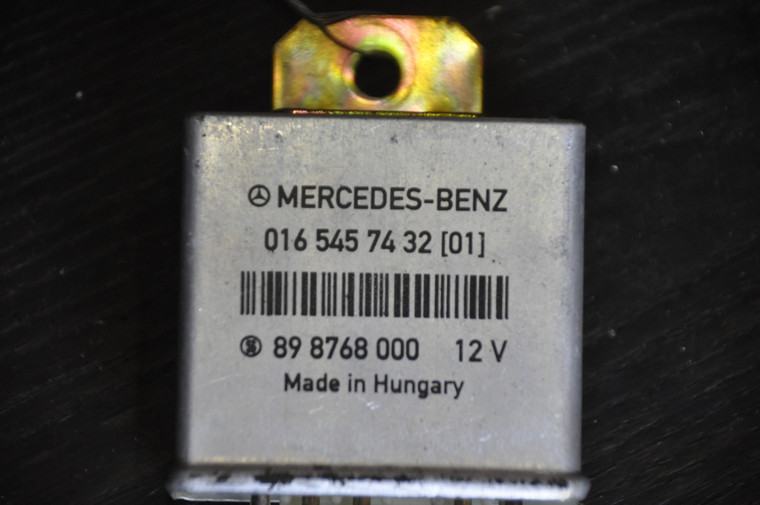 MERCEDES-BENZ
016 545 74 32 [01]
89 8768 000 12 V
Made in Hungary